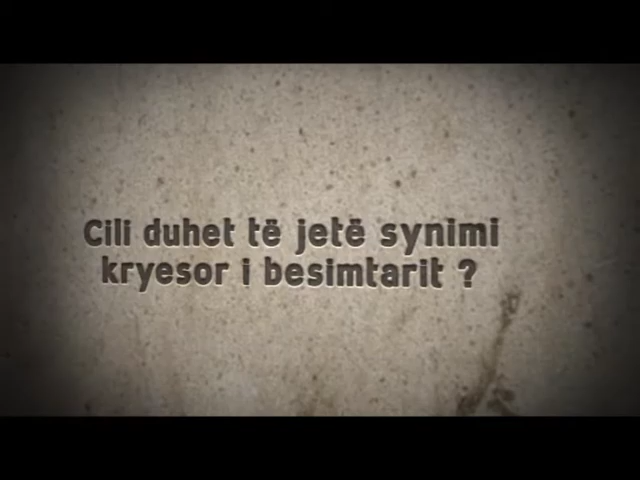 Cili duhet të jetë synimi
kryesor i besimtarit ?